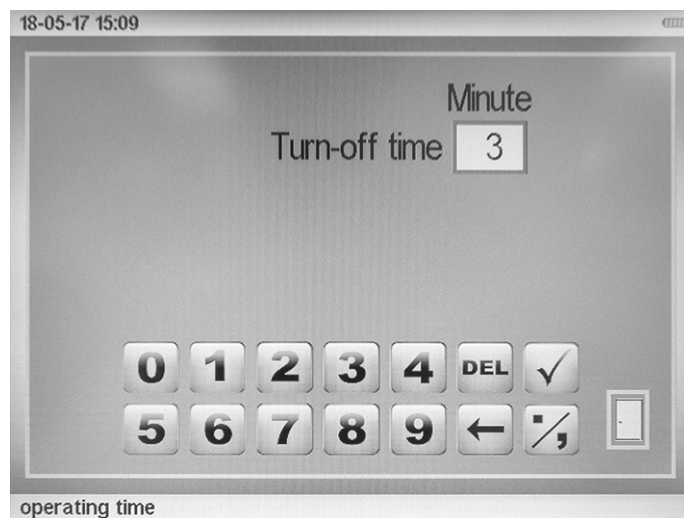 18-05-17 15:09
Minute
Turn-off time 3
0 1 2 3 4 DEL ✓
5 6 7 8 9 ← ./,
operating time